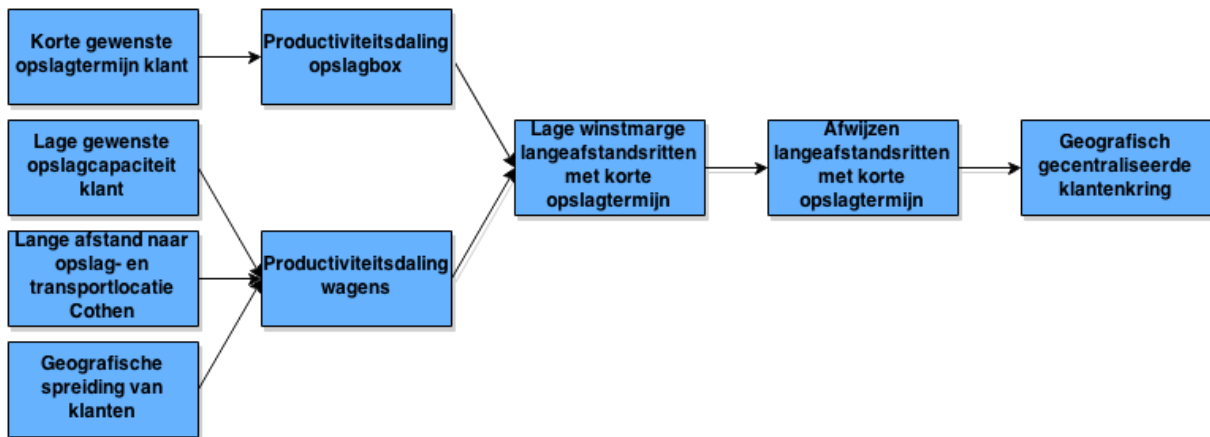 Korte gewenste
opslagtermijn klant
Productiviteitsdaling
opslagbox
Lage gewenste
opslagcapaciteit
klant
Lange afstand naar
opslag- en
transportlocatie
Cothen
Geografische
spreiding van
klanten
Productiviteitsdaling
wagens
Lage winstmarge
langeafstandsritten
met korte
opslagtermijn
Afwijzen
langeafstandsritten
met korte
opslagtermijn
Geografisch
gecentraliseerde
klantenkring